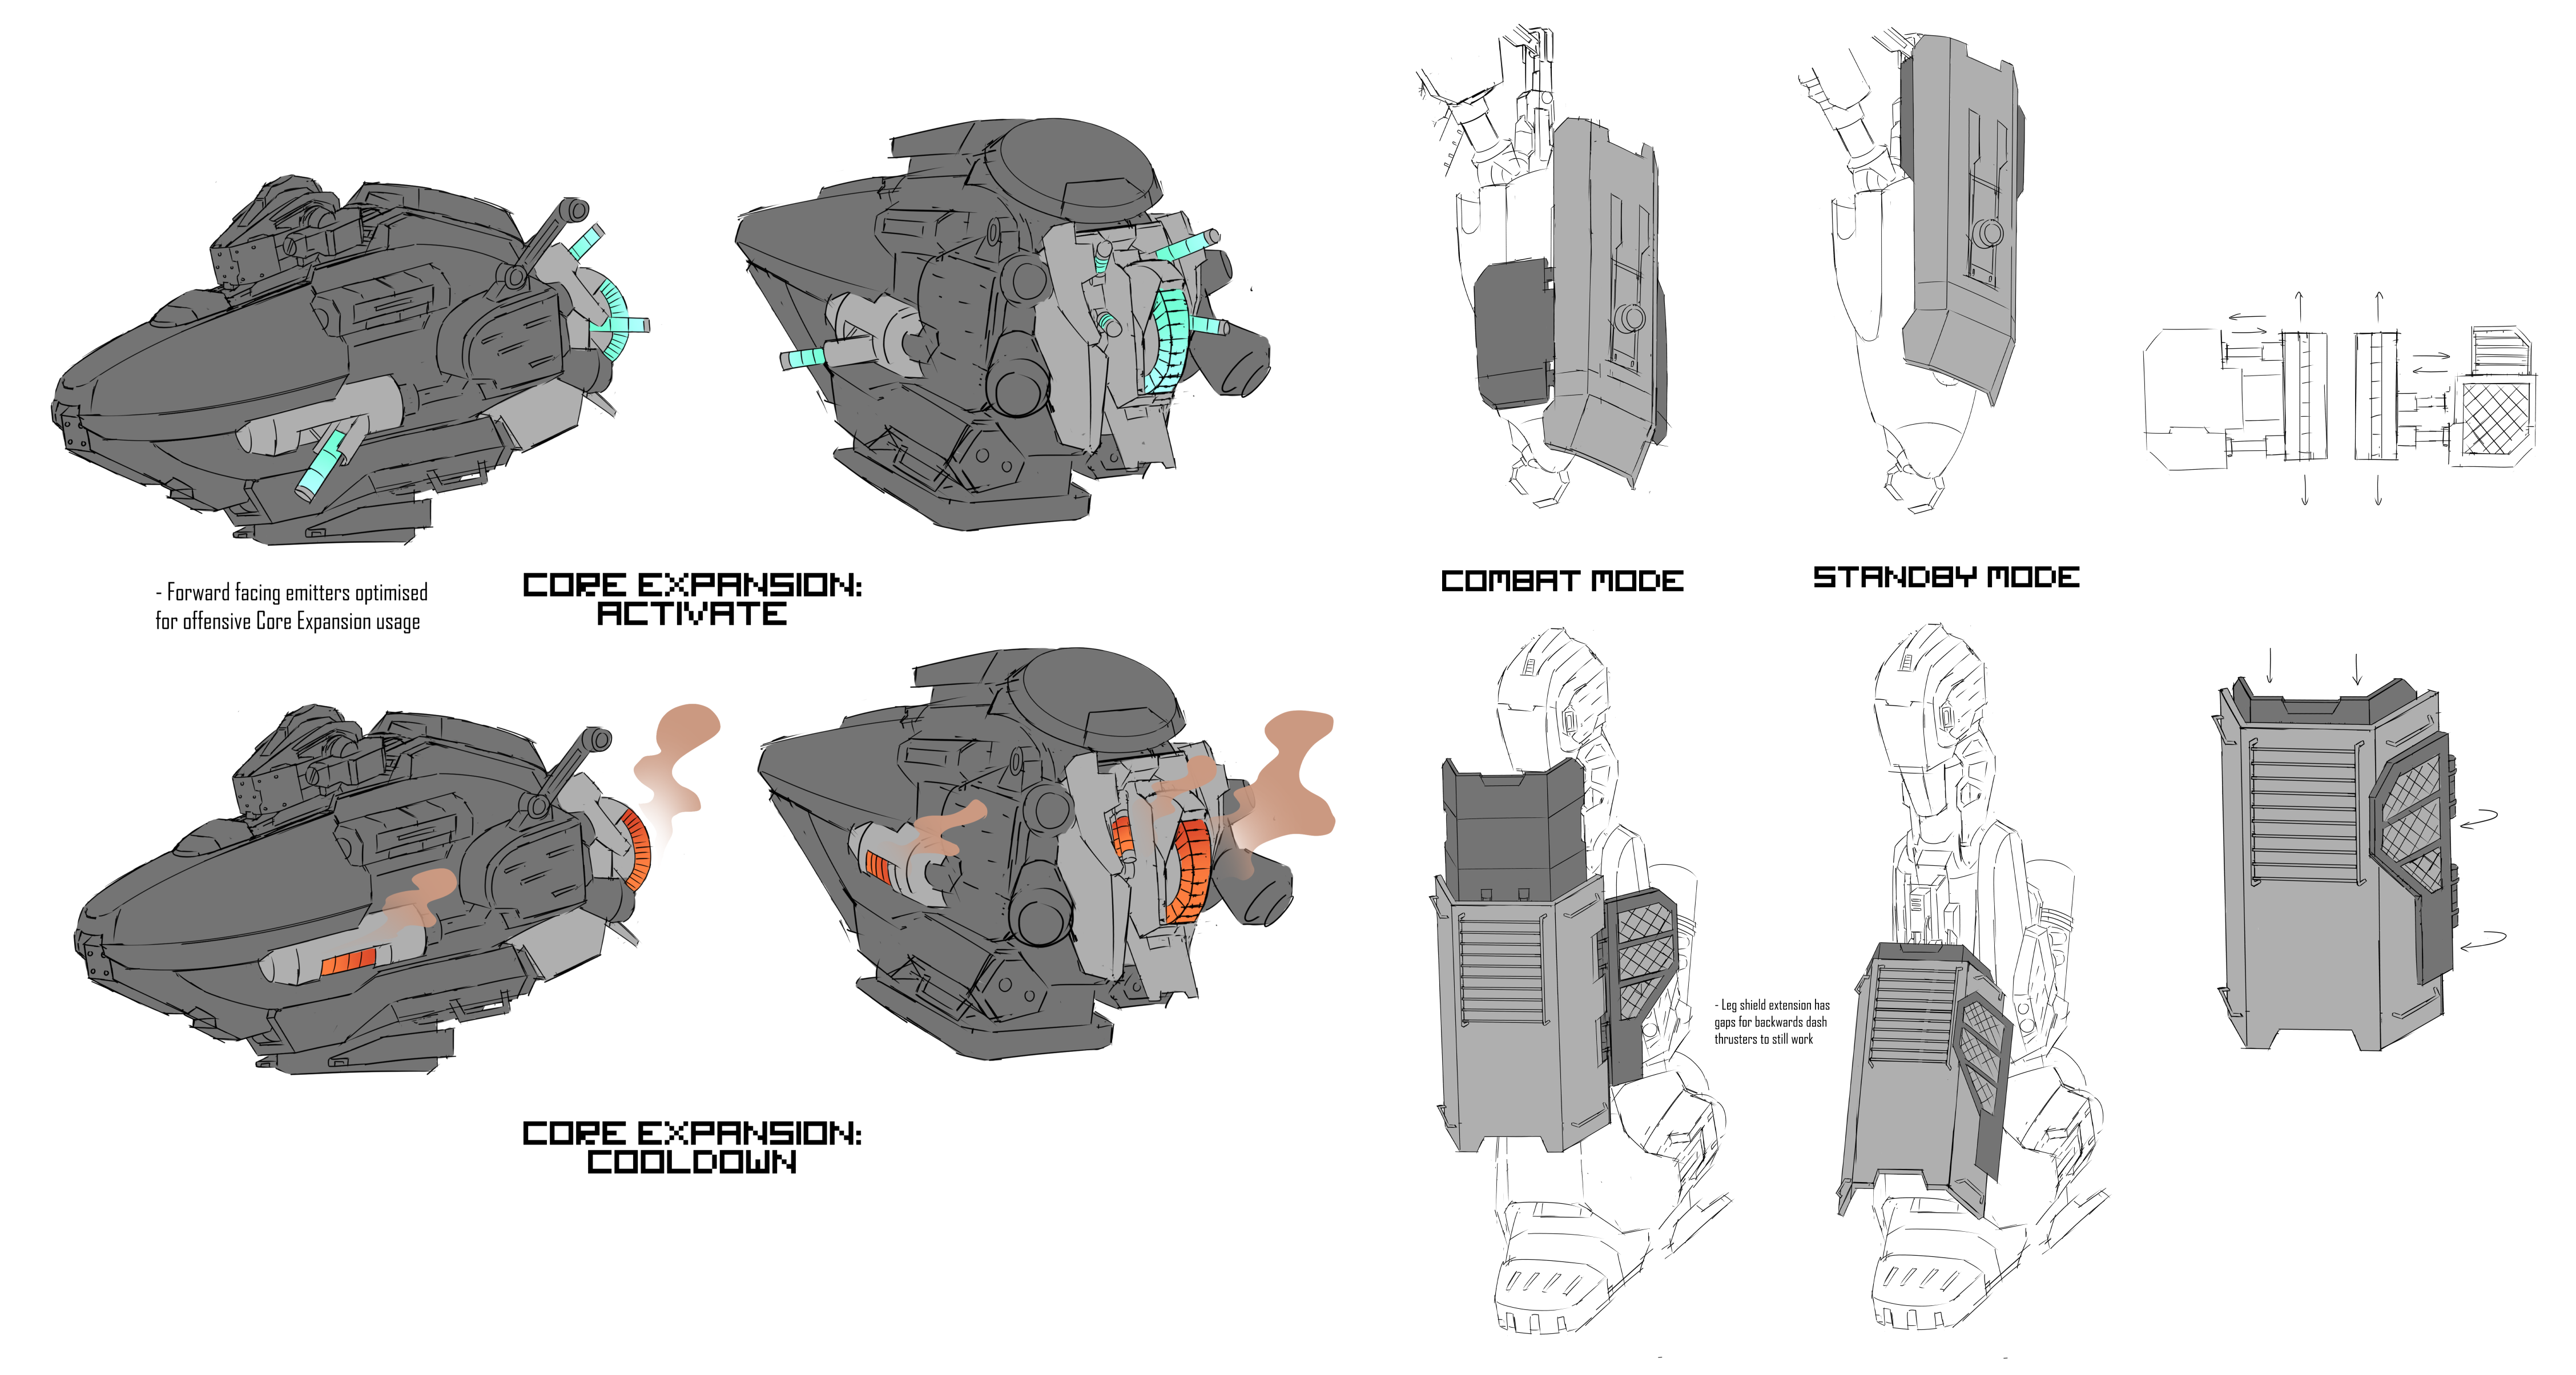 - Forward facing emitters optimised
for offensive Core Expansion usage
CORE EXPANSION:
ACTIVATE
COMBAT MODE
STANDBY MODE
- Leg shield extension has
gaps for backwards dash
thrusters to still work
CORE EXPANSION:
COOLDOWN